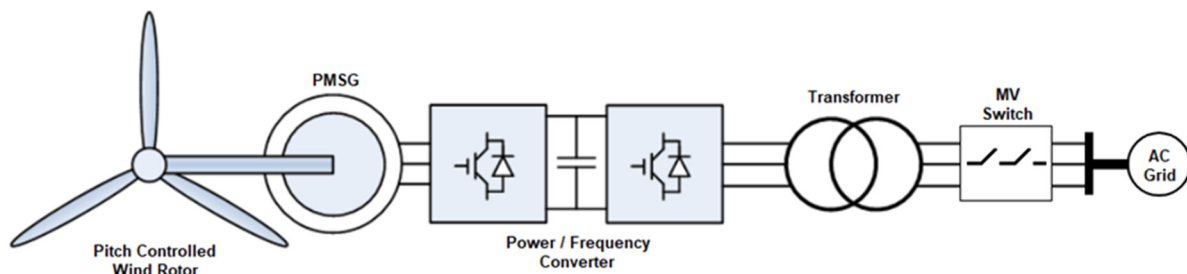 PMSG
Transformer
MV
Switch
AC
Grid
Power / Frequency
Converter
Pitch Controlled
Wind Rotor